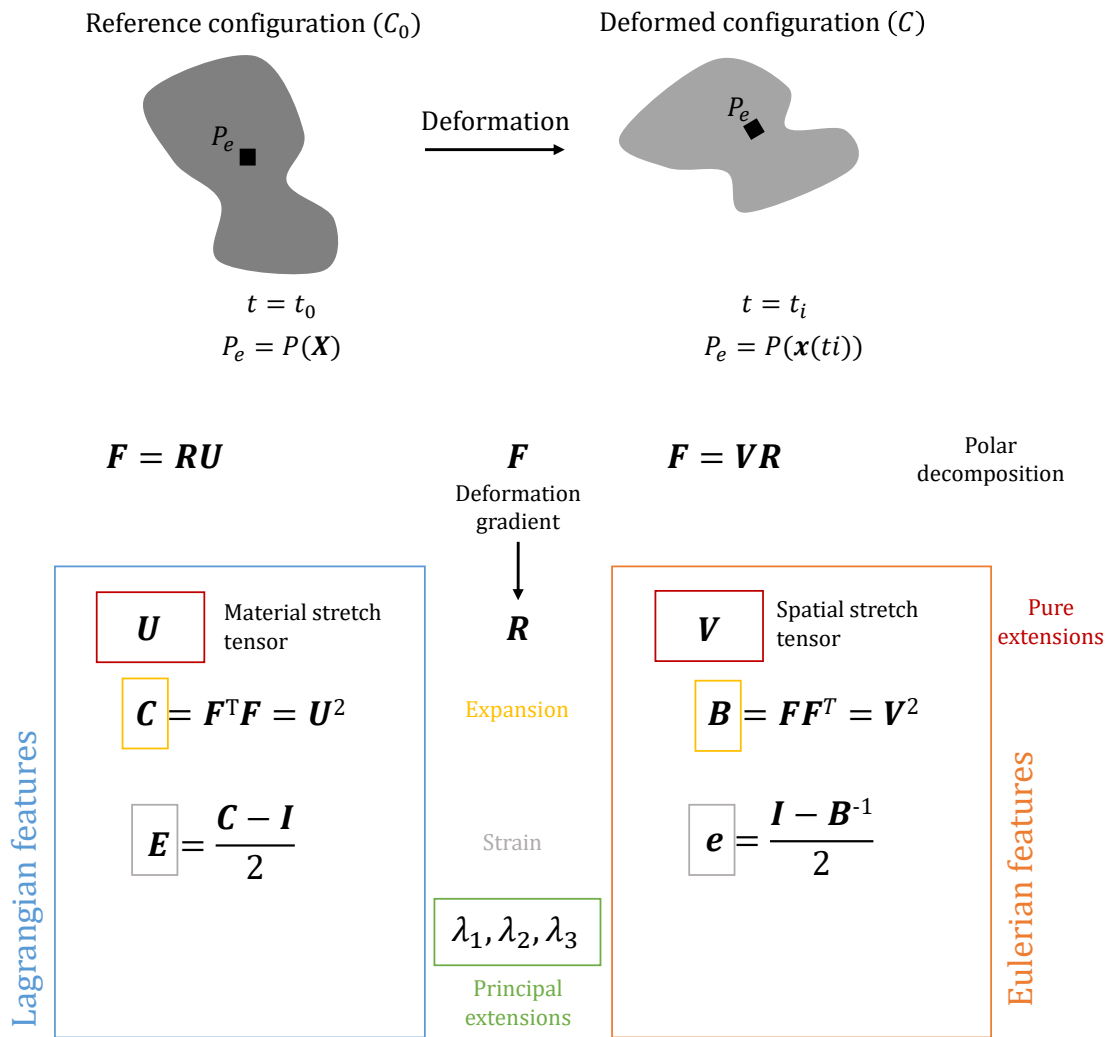 Reference configuration (C₀)
Deformed configuration (C)
Pₑ
Deformation
Pₑ
t = t₀
t = tᵢ
Pₑ = P(X)
Pₑ = P(x(ti))
F = RU
F
F = VR
Polar
decomposition
Deformation
gradient
U
Material stretch
tensor
R
V
Spatial stretch
tensor
Pure
extensions
C = FᵀF = U²
Expansion
B = FFᵀ = V²
E = (C − I)/2
Strain
e = (I − B⁻¹)/2
λ₁, λ₂, λ₃
Principal
extensions
Lagrangian features
Eulerian features